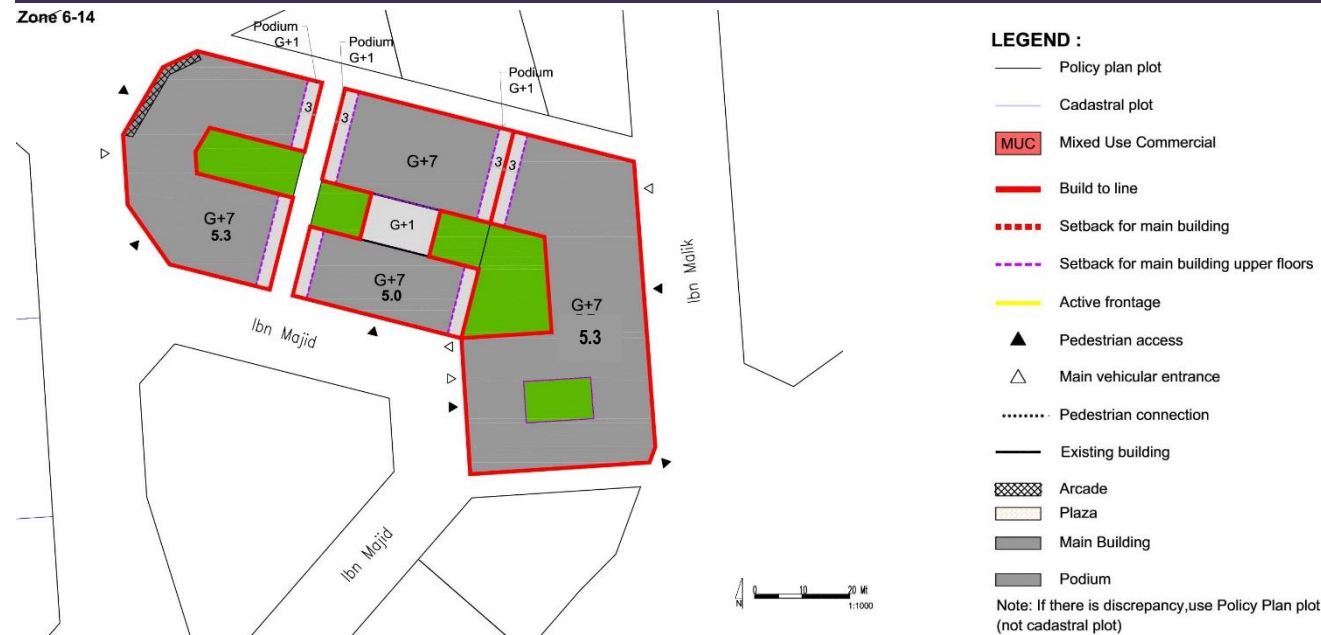 Zone 6-14
Podium
G+1
Podium
G+1
Podium
G+1
3
3
3
3
G+7
G+1
G+7
5.3
G+7
5.0
G+7
5.3
Ibn Malik
Ibn Majid
Ibn Majid
N
0 10 20 Mt
1:1000
LEGEND :
Policy plan plot
Cadastral plot
MUC Mixed Use Commercial
Build to line
Setback for main building
Setback for main building upper floors
Active frontage
Pedestrian access
Main vehicular entrance
Pedestrian connection
Existing building
Arcade
Plaza
Main Building
Podium
Note: If there is discrepancy,use Policy Plan plot
(not cadastral plot)